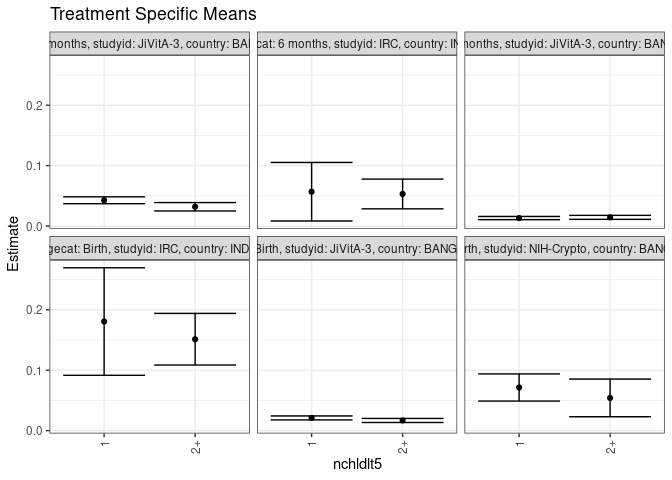 Treatment Specific Means
months, studyid: JiVitA-3, country: BAN
cat: 6 months, studyid: IRC, country: IN
months, studyid: JiVitA-3, country: BAN
0.2
0.1
0.0
Estimate
gecat: Birth, studyid: IRC, country: IND
Birth, studyid: JiVitA-3, country: BANG
rth, studyid: NIH-Crypto, country: BANG
0.2
0.1
0.0
1
2+
1
2+
1
2+
nchldlt5